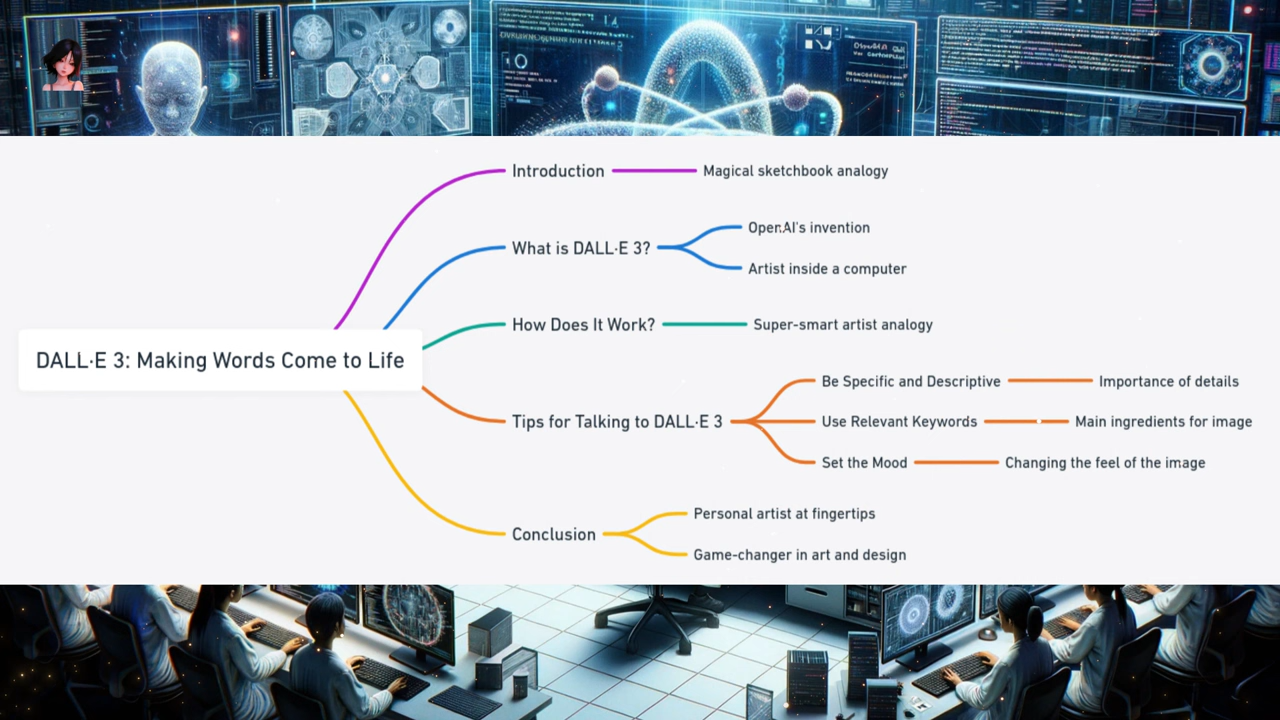 Introduction
Magical sketchbook analogy
What is DALL·E 3?
OpenAI's invention
Artist inside a computer
How Does It Work?
Super-smart artist analogy
DALL·E 3: Making Words Come to Life
Tips for Talking to DALL·E 3
Be Specific and Descriptive
Importance of details
Use Relevant Keywords
Main ingredients for image
Set the Mood
Changing the feel of the image
Conclusion
Personal artist at fingertips
Game-changer in art and design